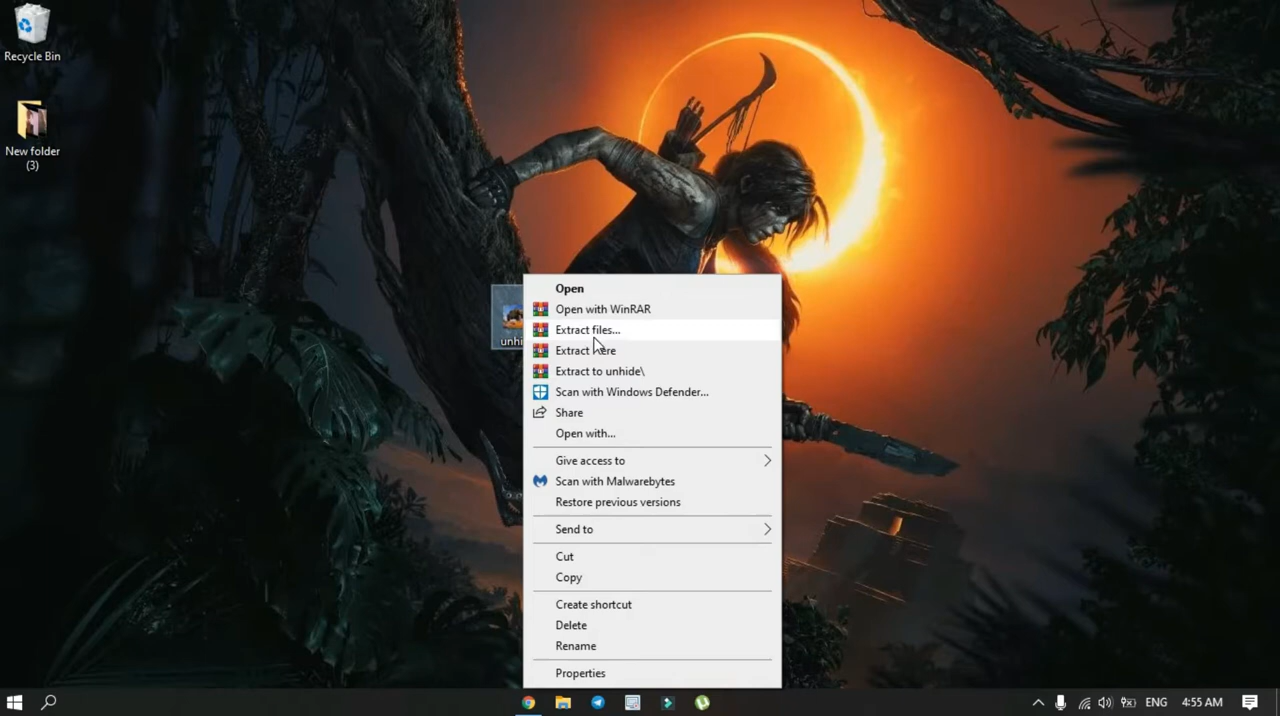 Recycle Bin
New folder
(3)
Open
Open with WinRAR
Extract files...
Extract here
Extract to unhide\
Scan with Windows Defender...
Share
Open with...
Give access to
Scan with Malwarebytes
Restore previous versions
Send to
Cut
Copy
Create shortcut
Delete
Rename
Properties
ENG
4:55 AM